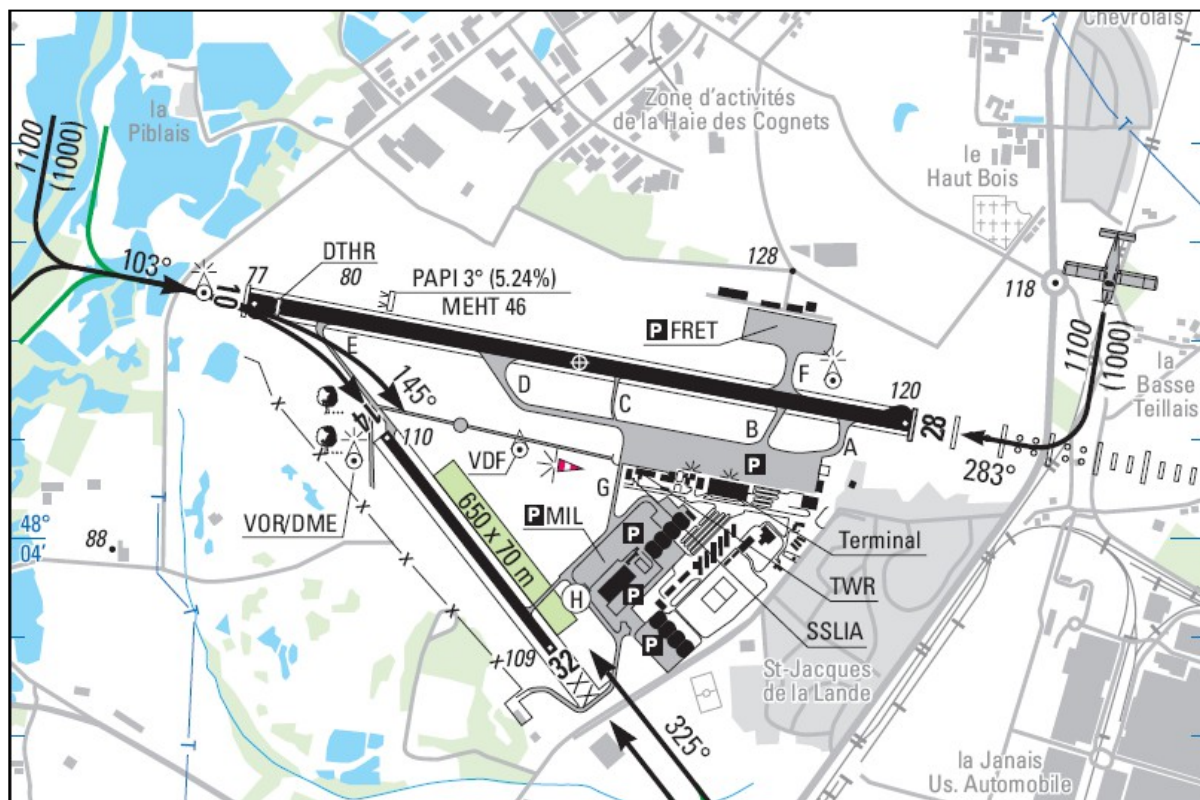 Chevrolais
la
Piblais
1100
(1000)
Zone d'activités
de la Haie des Cognets
le
Haut Bois
103°
DTHR
77
80
PAPI 3° (5.24%)
MEHT 46
128
118
10
P FRET
1100
(1000)
la
Basse
Teillais
E
D
C
B
F
A
120
28
145°
14
110
283°
VDF
P
G
VOR/DME
P MIL
P
650 x 70 m
48°
04'
88
Terminal
TWR
H
P
SSLIA
P
109
32
St-Jacques
de la Lande
325°
la Janais
Us. Automobile
T
T
T
T
T
T